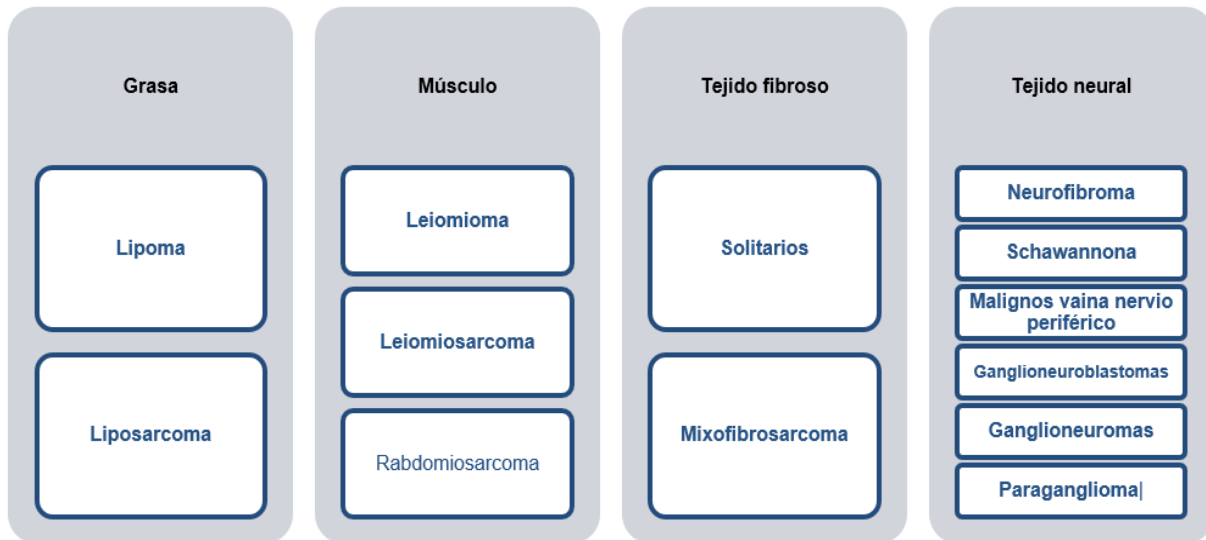 Grasa
Lipoma
Liposarcoma
Músculo
Leiomioma
Leiomiosarcoma
Rabdomiosarcoma
Tejido fibroso
Solitarios
Mixofibrosarcoma
Tejido neural
Neurofibroma
Schawannona
Malignos vaina nervio
periférico
Ganglioneuroblastomas
Ganglioneuromas
Paraganglioma